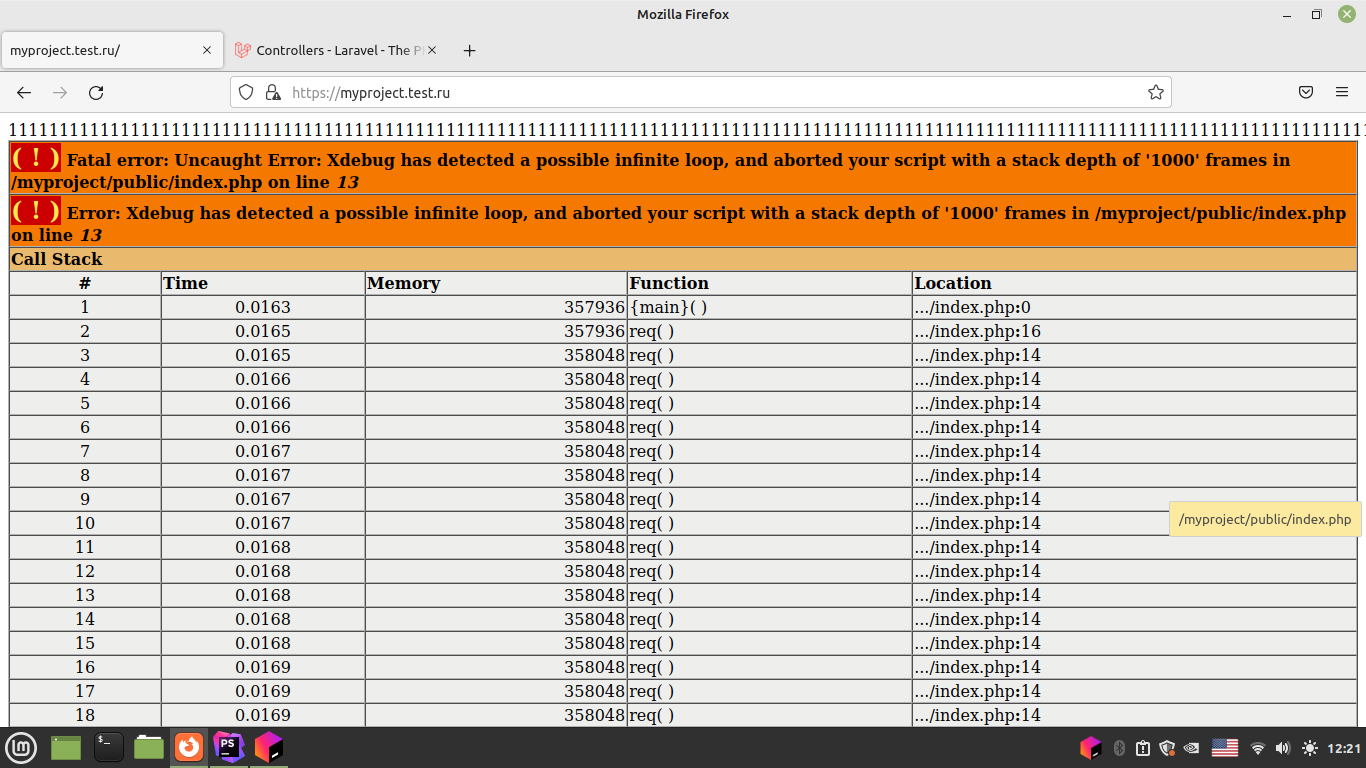 Mozilla Firefox
myproject.test.ru/
Controllers - Laravel - The P
https://myproject.test.ru
( ! ) Fatal error: Uncaught Error: Xdebug has detected a possible infinite loop, and aborted your script with a stack depth of '1000' frames in
/myproject/public/index.php on line 13
( ! ) Error: Xdebug has detected a possible infinite loop, and aborted your script with a stack depth of '1000' frames in /myproject/public/index.php
on line 13
Call Stack
# Time Memory Function Location
1 0.0163 357936 {main}( ) .../index.php:0
2 0.0165 357936 req( ) .../index.php:16
3 0.0165 358048 req( ) .../index.php:14
4 0.0166 358048 req( ) .../index.php:14
5 0.0166 358048 req( ) .../index.php:14
6 0.0166 358048 req( ) .../index.php:14
7 0.0167 358048 req( ) .../index.php:14
8 0.0167 358048 req( ) .../index.php:14
9 0.0167 358048 req( ) .../index.php:14
10 0.0167 358048 req( ) .../index.php:14
/myproject/public/index.php
11 0.0168 358048 req( ) .../index.php:14
12 0.0168 358048 req( ) .../index.php:14
13 0.0168 358048 req( ) .../index.php:14
14 0.0168 358048 req( ) .../index.php:14
15 0.0168 358048 req( ) .../index.php:14
16 0.0169 358048 req( ) .../index.php:14
17 0.0169 358048 req( ) .../index.php:14
18 0.0169 358048 req( ) .../index.php:14
PS
12:21